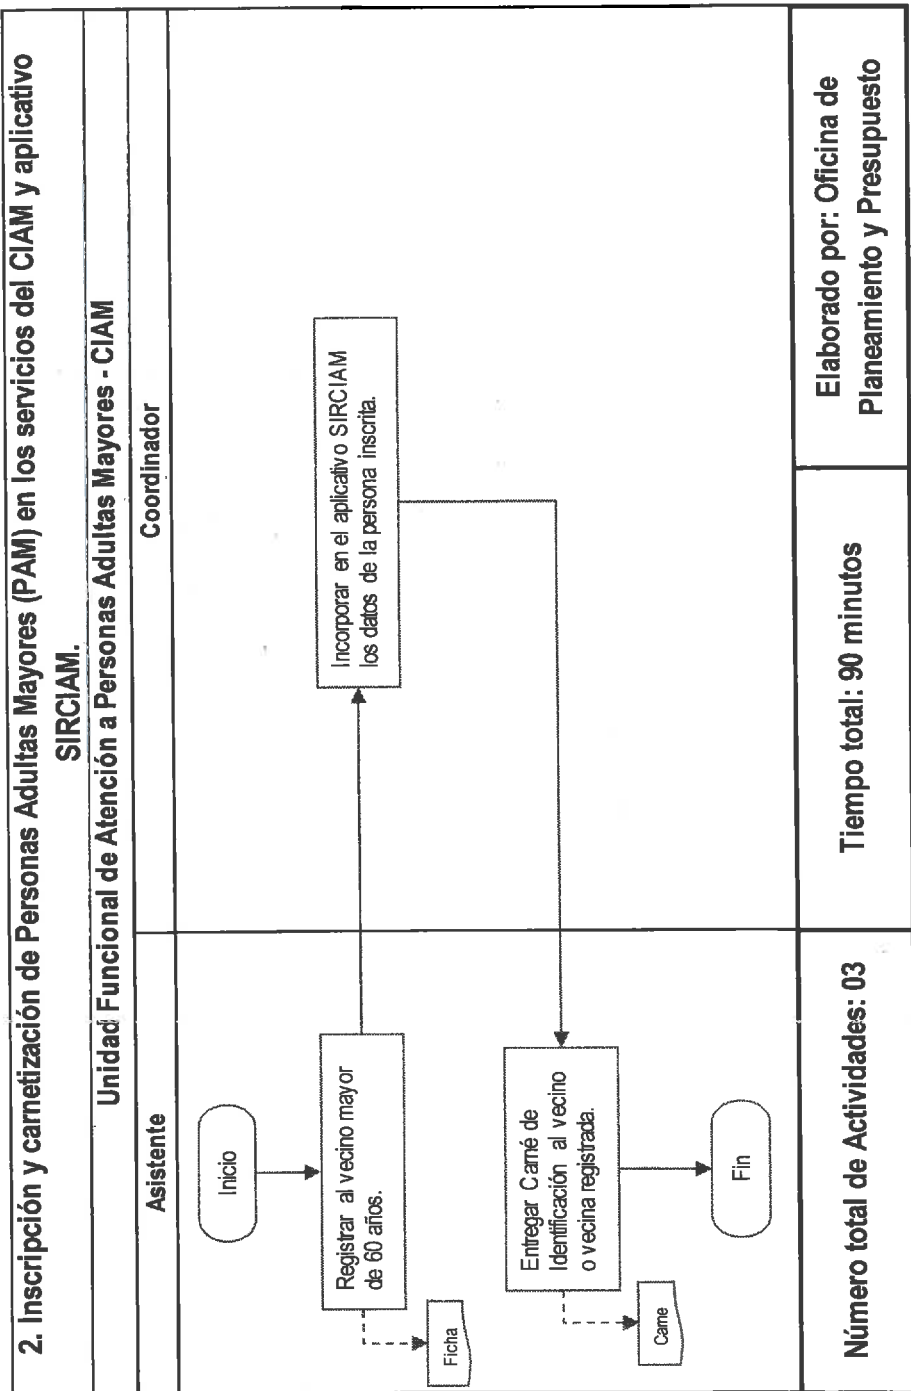 2. Inscripción y carnetización de Personas Adultas Mayores (PAM) en los servicios del CIAM y aplicativo
SIRCIAM.
Unidad Funcional de Atención a Personas Adultas Mayores - CIAM
Asistente
Coordinador
Inicio
Registrar al vecino mayor
de 60 años.
Ficha
Incorporar en el aplicativo SIRCIAM
los datos de la persona inscrita.
Entregar Carné de
Identificación al vecino
o vecina registrada.
Carne
Fin
Número total de Actividades: 03
Tiempo total: 90 minutos
Elaborado por: Oficina de
Planeamiento y Presupuesto